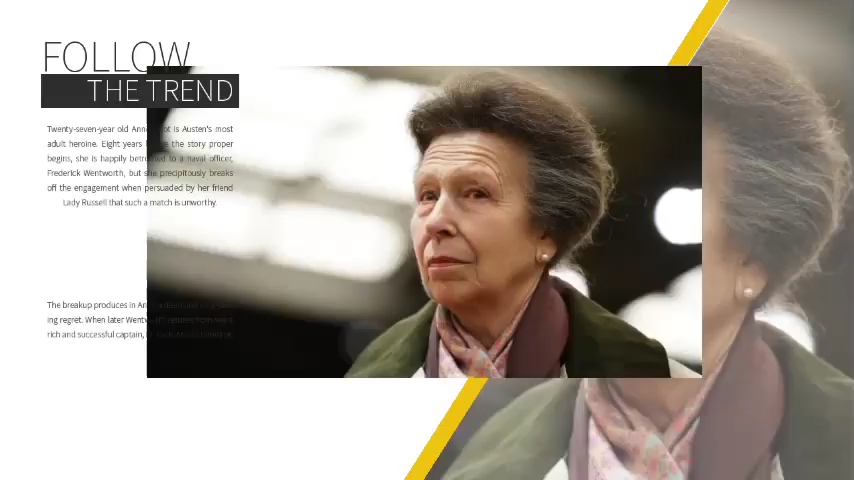 FOLLOW
THE TREND
Twenty-seven-year old is Austen's most
adult heroine. Eight years the story proper
begins, she is happily betrothed to a naval officer,
Frederick Wentworth, but she precipitously breaks
off the engagement when persuaded by her friend
Lady Russell that such a match is unworthy.
The breakup produces in
ing regret. When later
rich and successful captain,